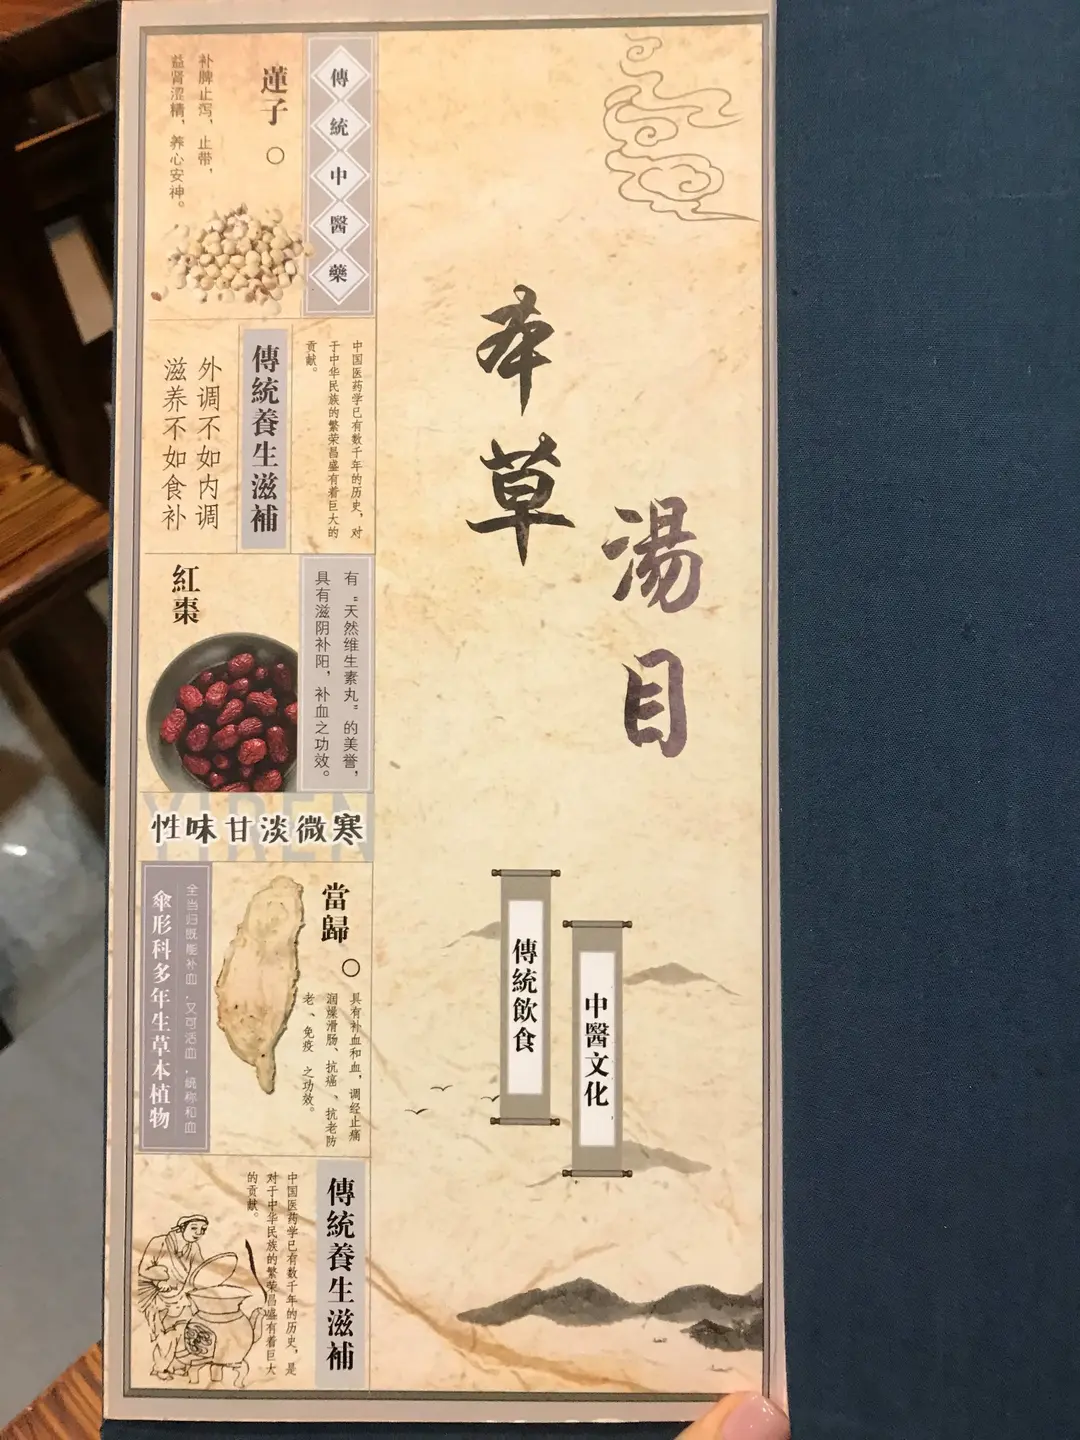 本草
湯目
傳統飲食
中醫文化
傳統中醫藥
蓮子
补脾止泻，止带，
益肾涩精，养心安神。
中国医药学已有数千年的历史，对
于中华民族的繁荣昌盛有着巨大的
贡献。
傳統養生滋補
外调不如内调
滋养不如食补
紅棗
有“天然维生素丸”的美誉，
具有滋阴补阳，补血之功效。
YIREN
性味甘淡微寒
當歸
具有补血和血，调经止痛
润燥滑肠、抗癌、抗老防
老、免疫 之功效。
全当归既能补血，又可活血，统称和血
傘形科多年生草本植物
傳統養生滋補
中国医药学已有数千年的历史，是
对于中华民族的繁荣昌盛有着巨大
的贡献。